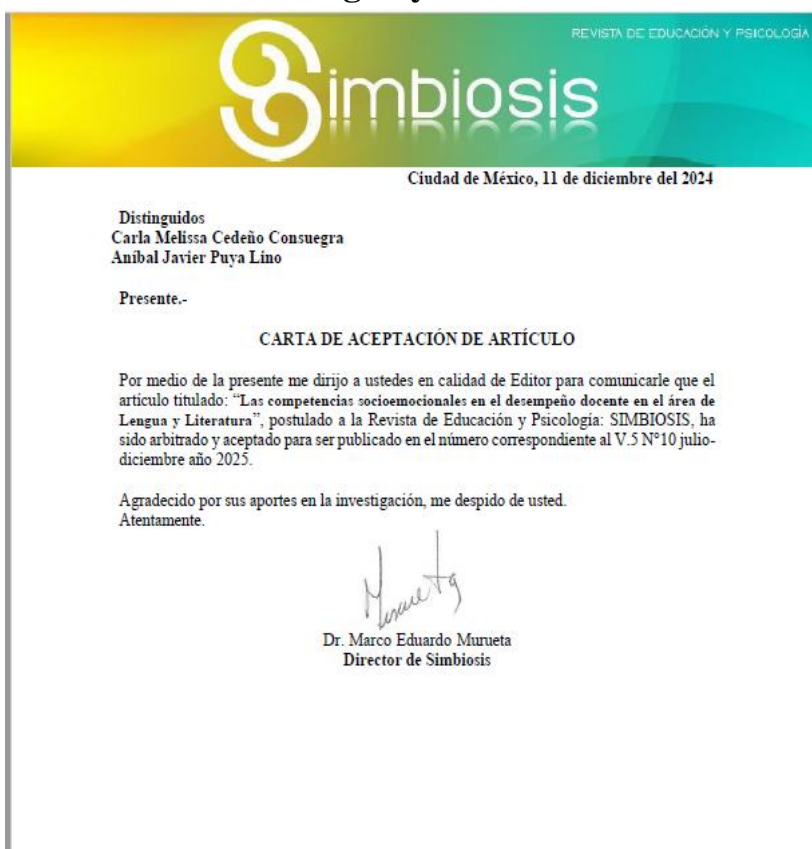 REVISTA DE EDUCACIÓN Y PSICOLOGÍA
Simbiosis
Ciudad de México, 11 de diciembre del 2024
Distinguidos
Carla Melissa Cedeño Consuegra
Aníbal Javier Puya Lino
Presente.-
CARTA DE ACEPTACIÓN DE ARTÍCULO
Por medio de la presente me dirijo a ustedes en calidad de Editor para comunicarle que el
artículo titulado: “Las competencias socioemocionales en el desempeño docente en el área de
Lengua y Literatura”, postulado a la Revista de Educación y Psicología: SIMBIOSIS, ha
sido arbitrado y aceptado para ser publicado en el número correspondiente al V.5 N°10 julio-
diciembre año 2025.
Agradecido por sus aportes en la investigación, me despido de usted.
Atentamente.
Dr. Marco Eduardo Murueta
Director de Simbiosis